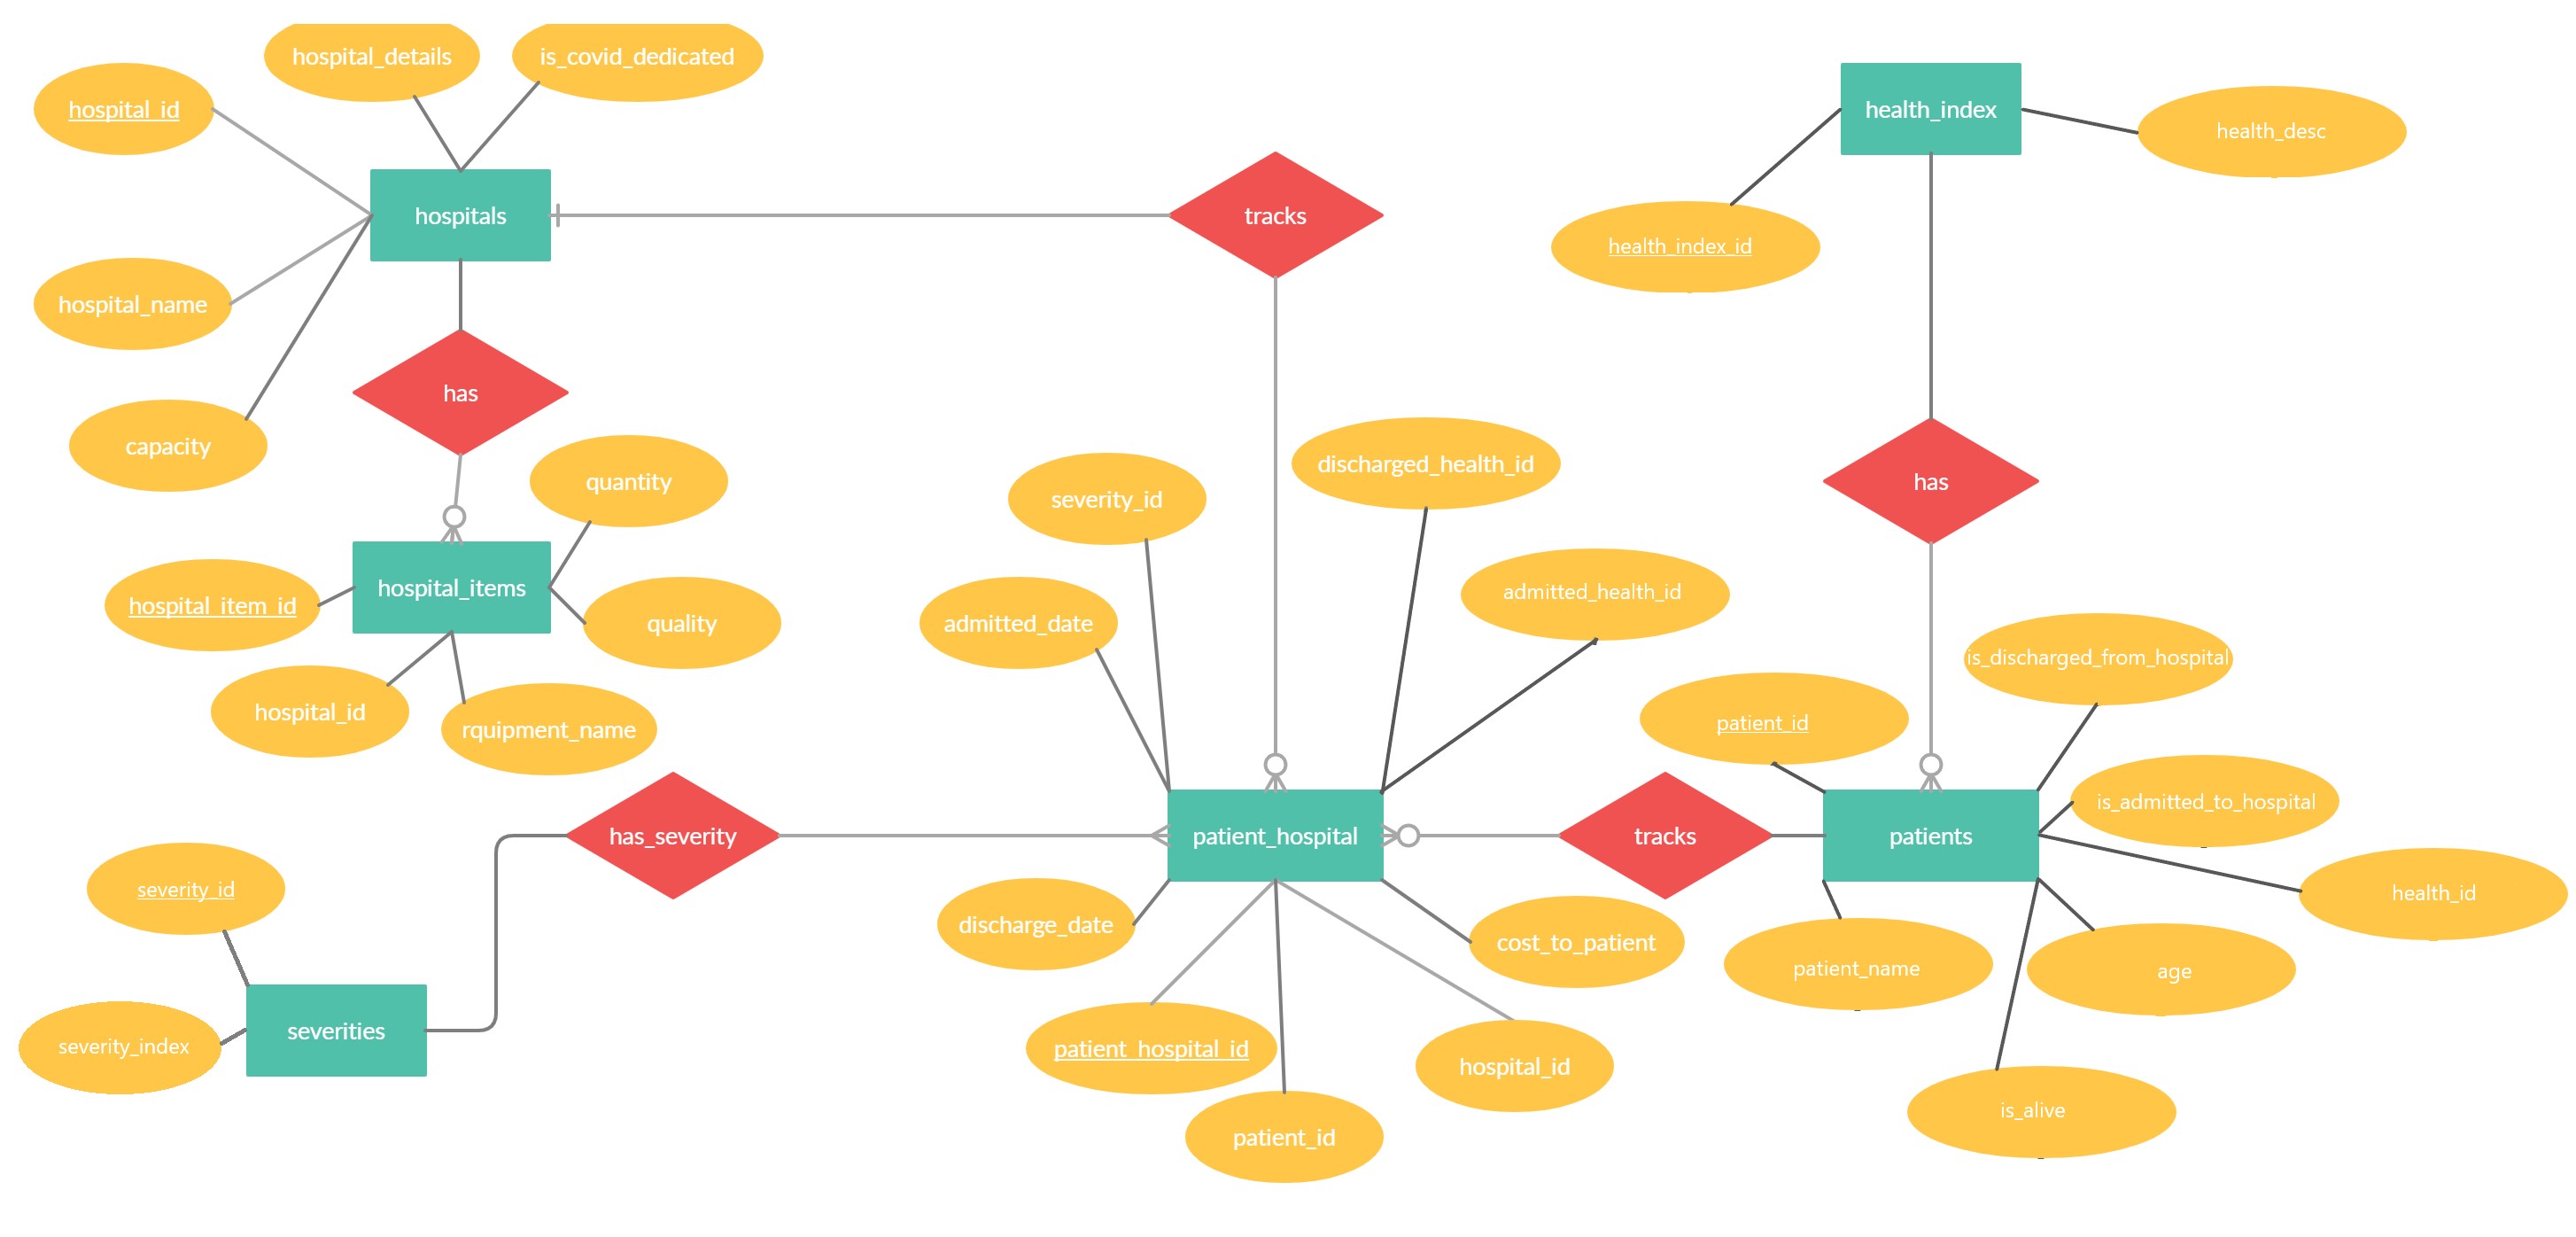 hospital_details
is_covid_dedicated
hospital_id
health_index
health_desc
hospitals
tracks
health_index_id
hospital_name
has
capacity
quantity
discharged_health_id
has
severity_id
hospital_items
admitted_health_id
hospital_item_id
quality
admitted_date
is_discharged_from_hospital
hospital_id
rquipment_name
patient_id
is_admitted_to_hospital
has_severity
patient_hospital
tracks
patients
severity_id
health_id
discharge_date
cost_to_patient
patient_name
age
severities
severity_index
patient_hospital_id
hospital_id
is_alive
patient_id